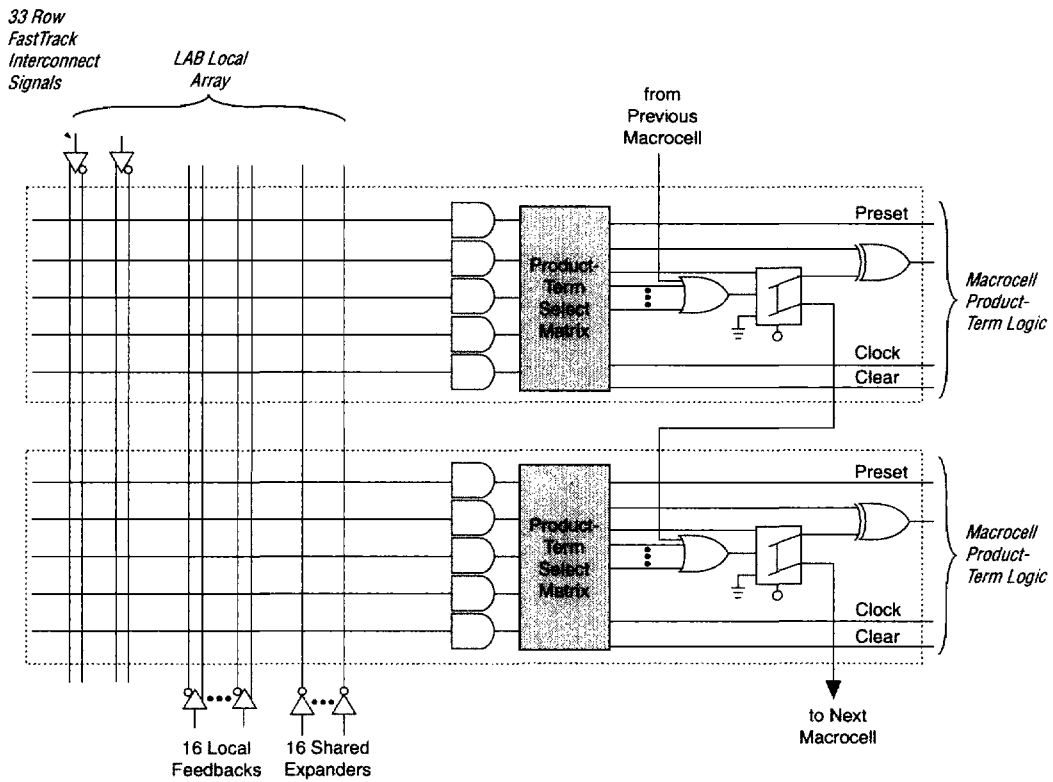 33 Row
FastTrack
Interconnect
Signals
LAB Local
Array
from
Previous
Macrocell
Preset
Product-
Term
Select
Matrix
Clock
Clear
Macrocell
Product-
Term Logic
Preset
Product-
Term
Select
Matrix
Clock
Clear
Macrocell
Product-
Term Logic
16 Local
Feedbacks
16 Shared
Expanders
to Next
Macrocell